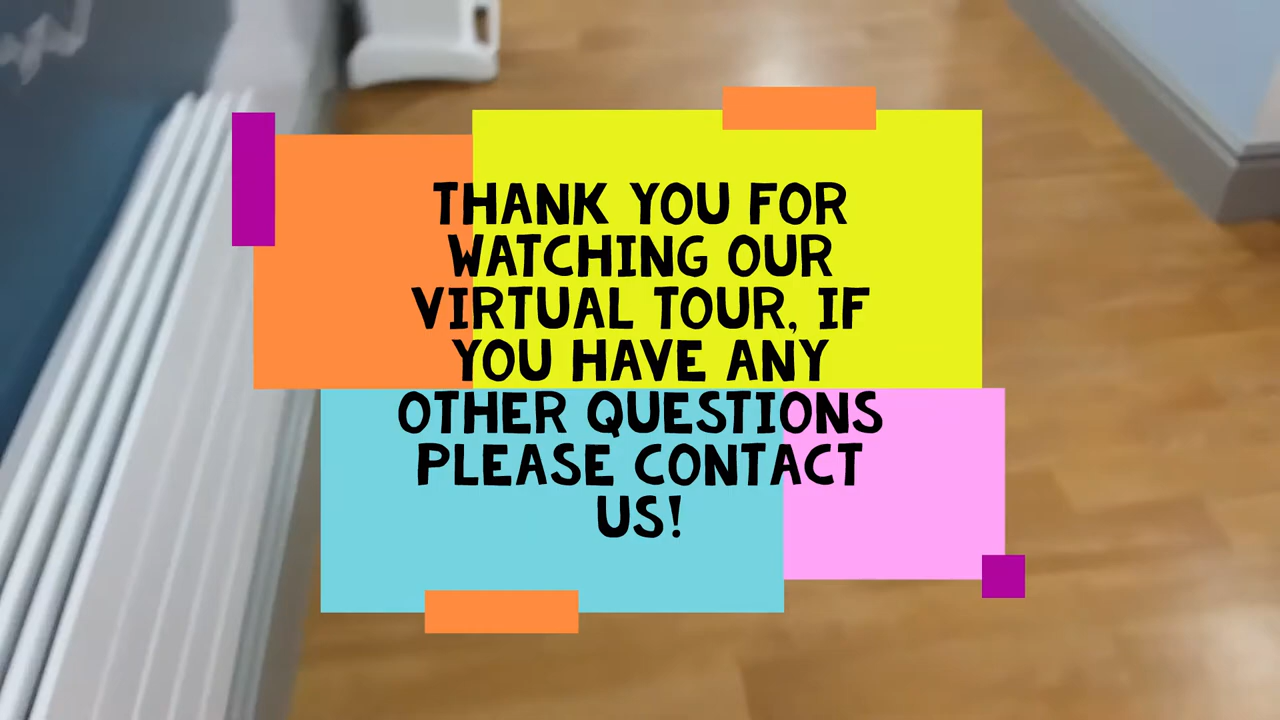 THANK YOU FOR
WATCHING OUR
VIRTUAL TOUR, IF
YOU HAVE ANY
OTHER QUESTIONS
PLEASE CONTACT
US!